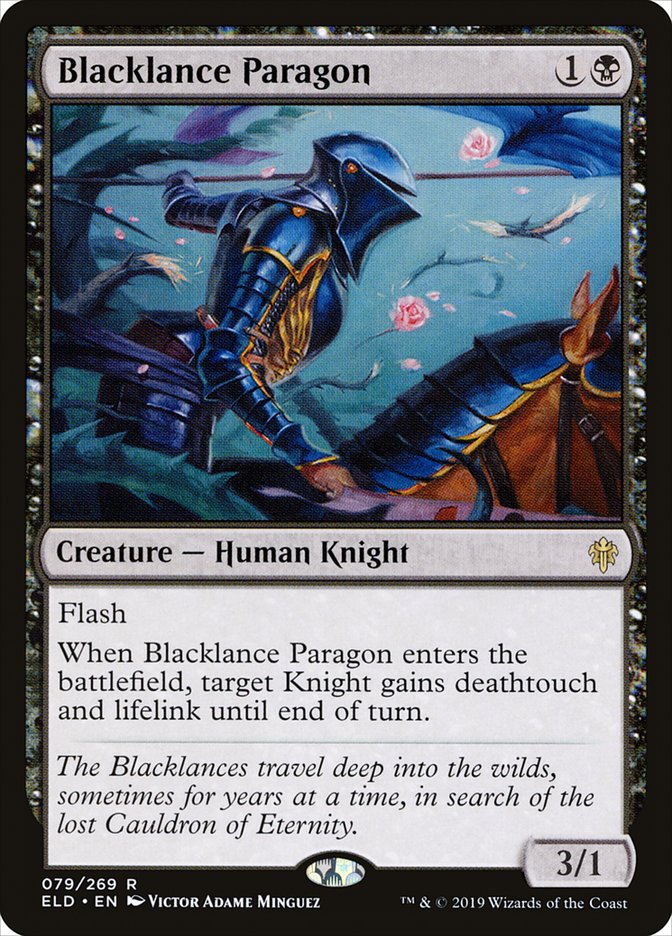 Blacklance Paragon 1
Creature — Human Knight
Flash
When Blacklance Paragon enters the
battlefield, target Knight gains deathtouch
and lifelink until end of turn.
The Blacklances travel deep into the wilds,
sometimes for years at a time, in search of the
lost Cauldron of Eternity.
3/1
079/269 R
ELD • EN Victor Adame Minguez ™ & © 2019 Wizards of the Coast